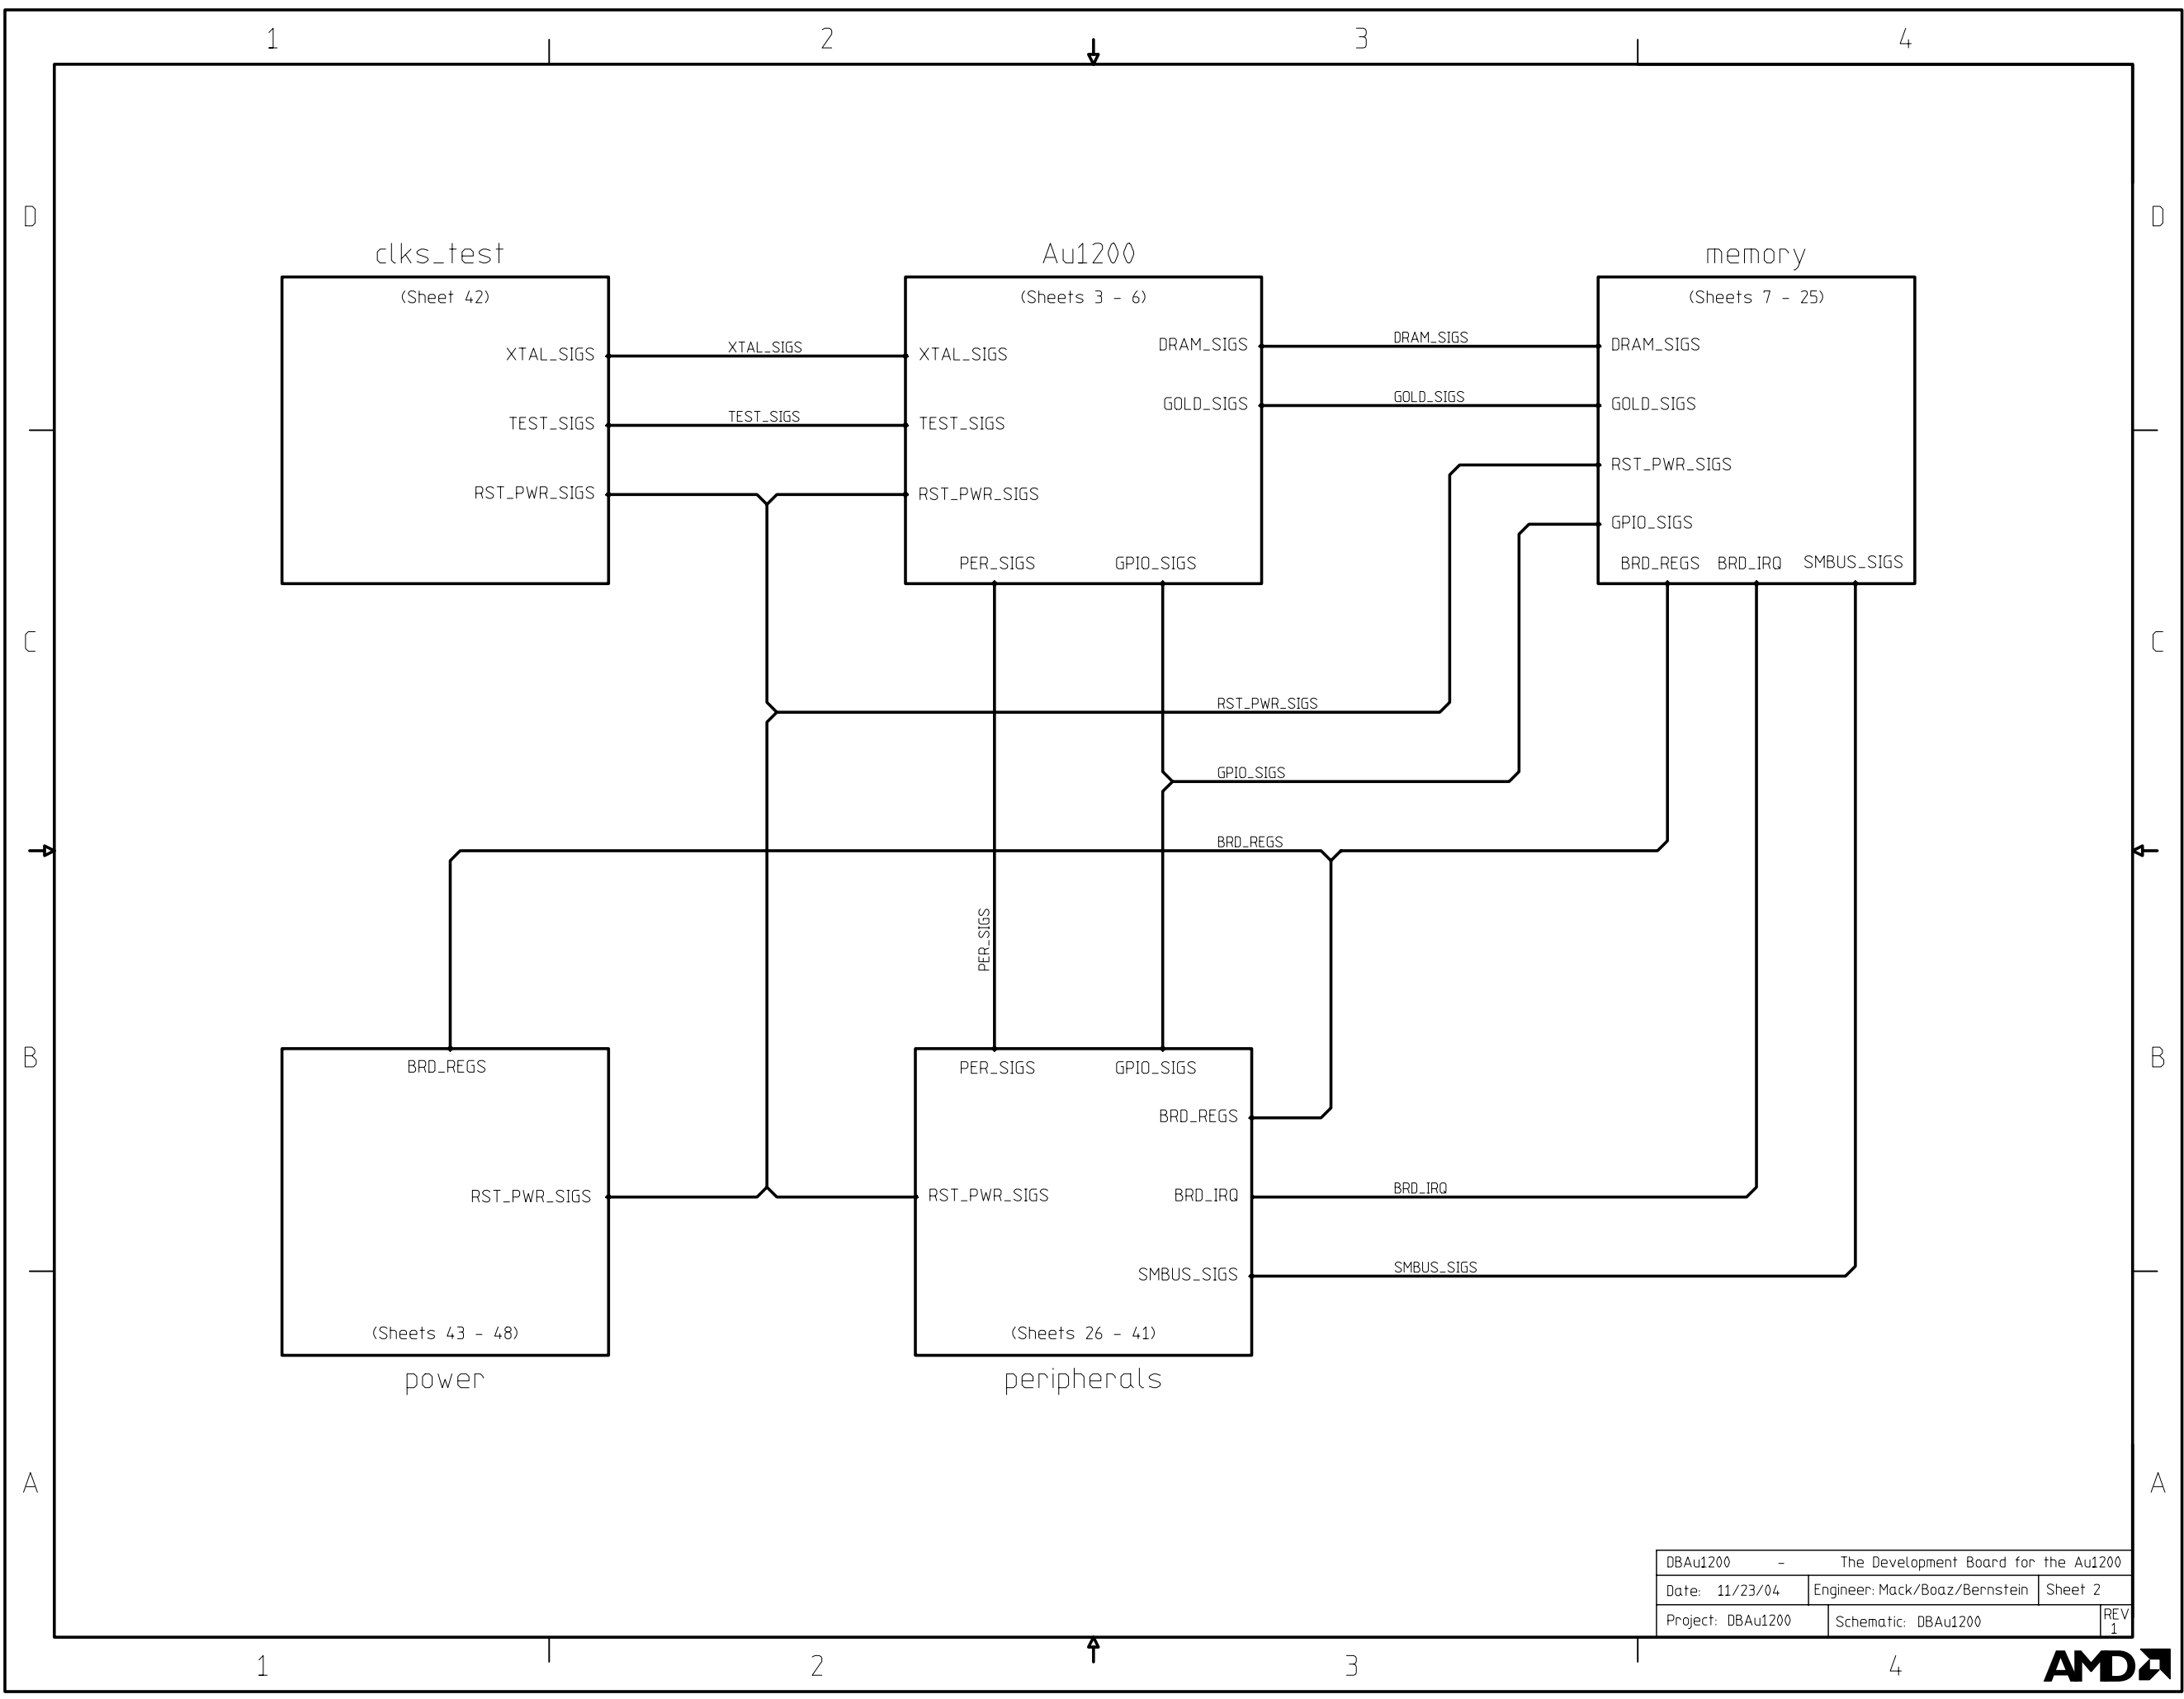 1 2 3 4
D D
clks_test Au1200 memory
(Sheet 42) (Sheets 3 - 6) (Sheets 7 - 25)
DRAM_SIGS DRAM_SIGS DRAM_SIGS
XTAL_SIGS XTAL_SIGS XTAL_SIGS
GOLD_SIGS GOLD_SIGS GOLD_SIGS
TEST_SIGS TEST_SIGS TEST_SIGS
RST_PWR_SIGS
RST_PWR_SIGS RST_PWR_SIGS
GPIO_SIGS
PER_SIGS GPIO_SIGS BRD_REGS BRD_IRQ SMBUS_SIGS
C C
RST_PWR_SIGS
GPIO_SIGS
BRD_REGS
PER_SIGS
B B
BRD_REGS PER_SIGS GPIO_SIGS
BRD_REGS
RST_PWR_SIGS RST_PWR_SIGS BRD_IRQ BRD_IRQ
SMBUS_SIGS SMBUS_SIGS
(Sheets 43 - 48) (Sheets 26 - 41)
power peripherals
A A
DBAu1200 - The Development Board for the Au1200
Date: 11/23/04 Engineer: Mack/Boaz/Bernstein Sheet 2
Project: DBAu1200 Schematic: DBAu1200 REV
1
1 2 3 4
AMD